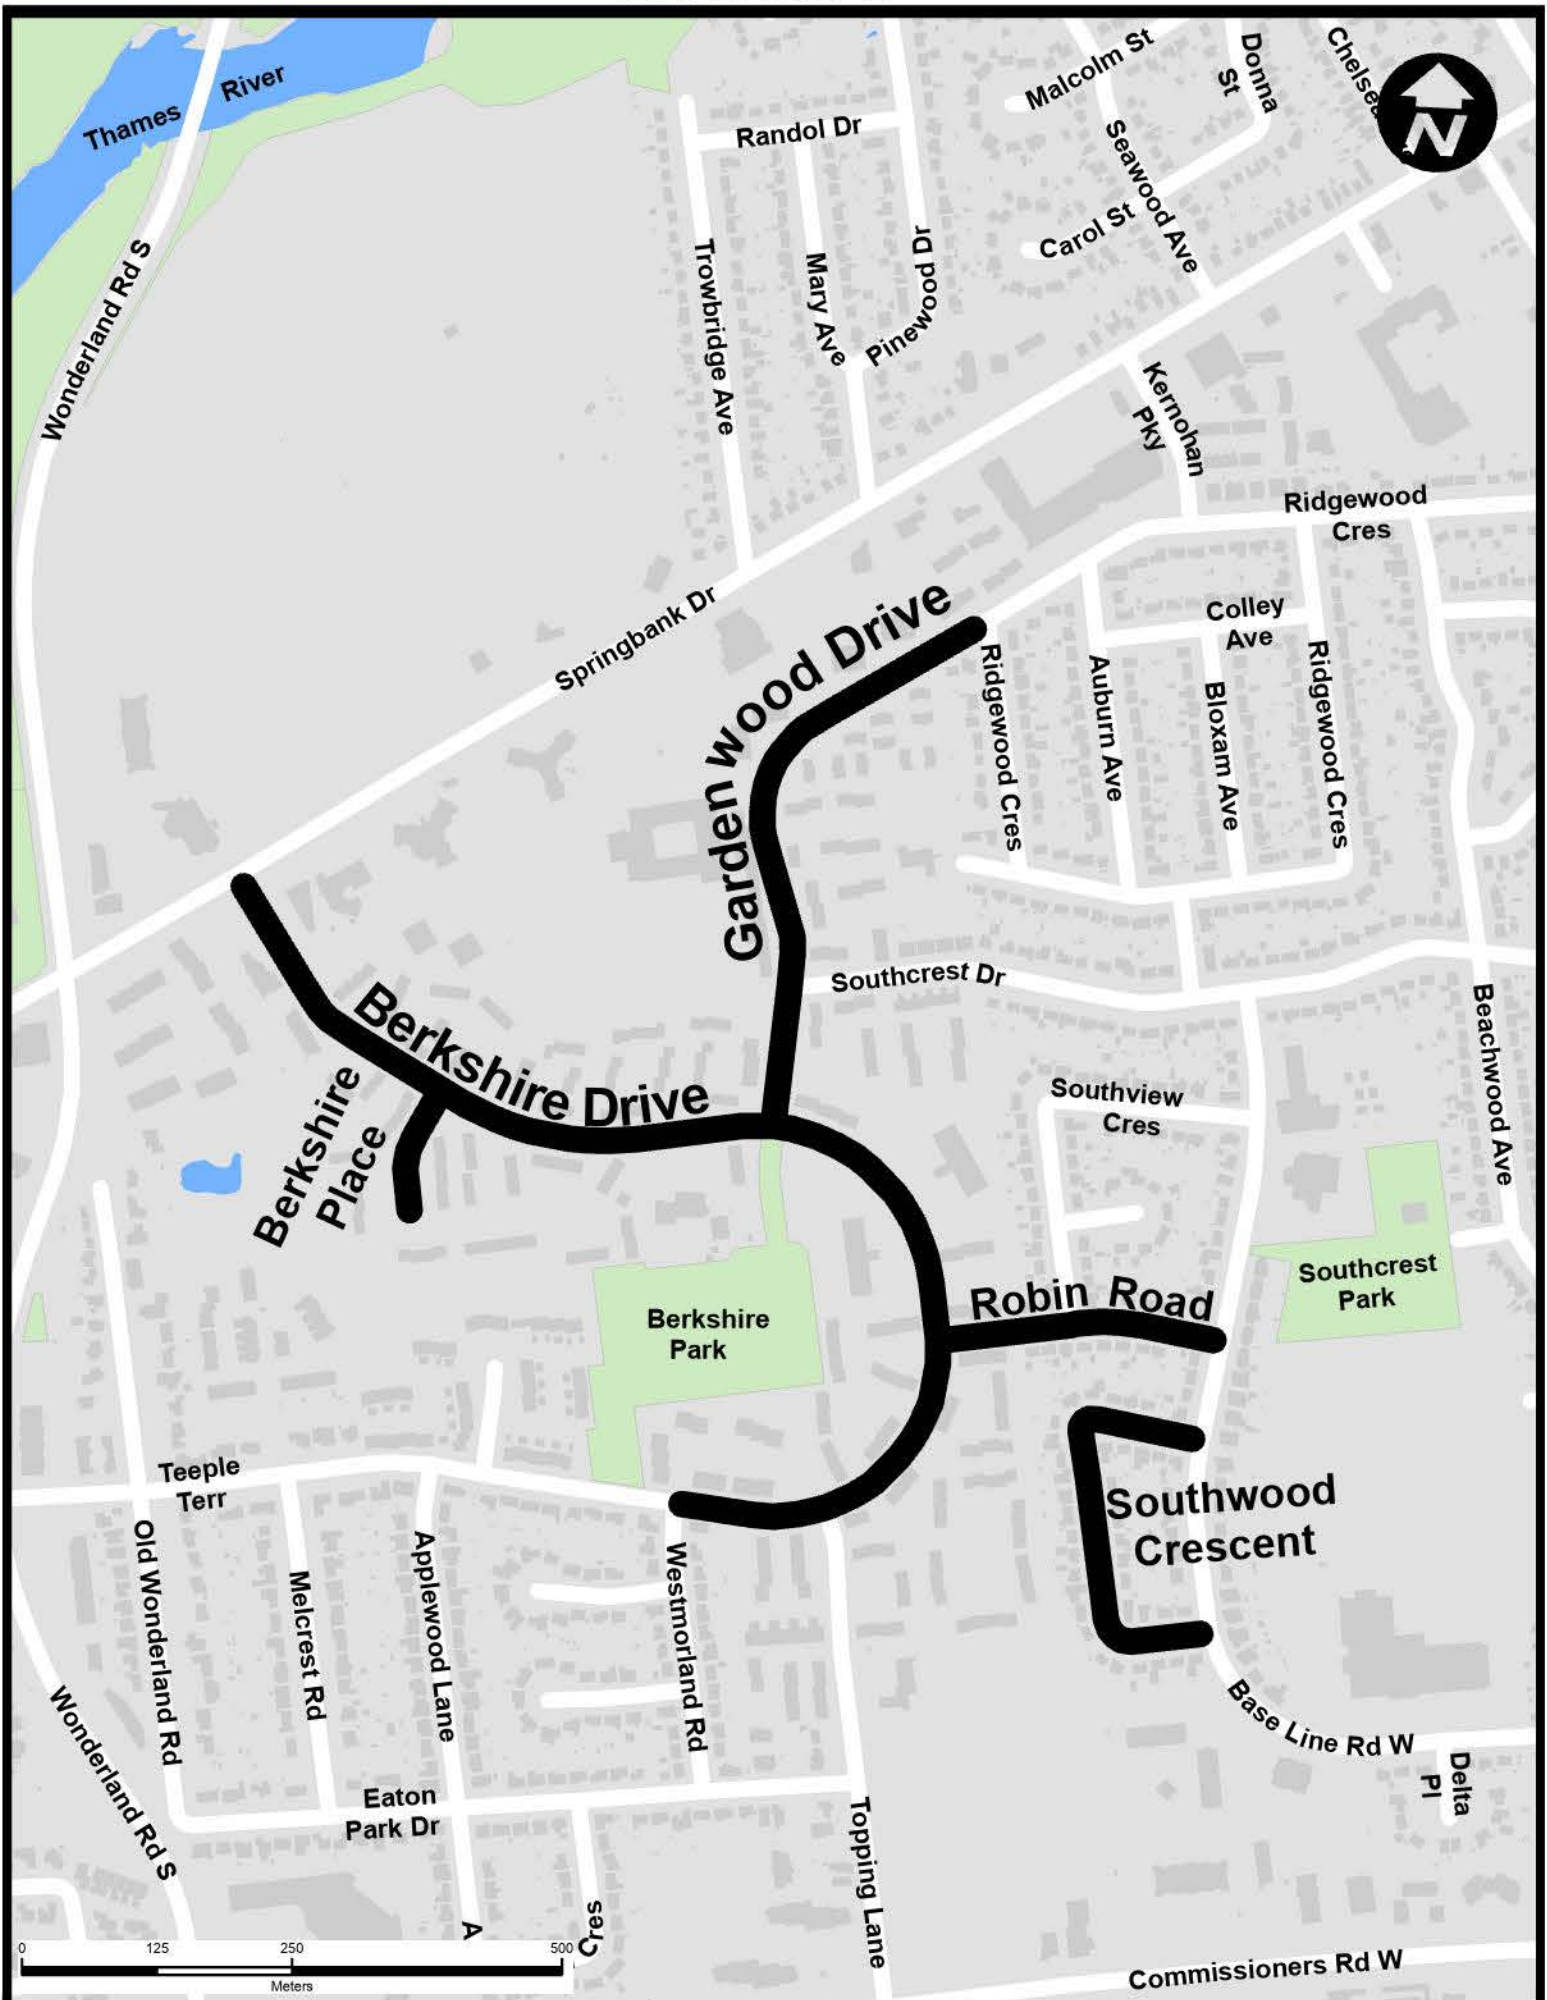 Thames River
Malcolm St
Donna
St
Chelsea
N
Randol Dr
Seawood Ave
Carol St
Wonderland Rd S
Trowbridge Ave
Mary Ave
Pinewood Dr
Kernohan
Pky
Ridgewood
Cres
Springbank Dr
Garden wood Drive
Colley
Ave
Ridgewood Cres
Auburn Ave
Bloxam Ave
Ridgewood Cres
Southcrest Dr
Beachwood Ave
Berkshire Drive
Berkshire
Place
Southview
Cres
Southcrest
Park
Robin Road
Berkshire
Park
Teeple
Terr
Southwood
Crescent
Old Wonderland Rd
Melcrest Rd
Applewood Lane
Westmorland Rd
Wonderland Rd S
Base Line Rd W
Delta
Pl
Eaton
Park Dr
Topping Lane
A
Cres
Commissioners Rd W
0 125 250 500
Meters